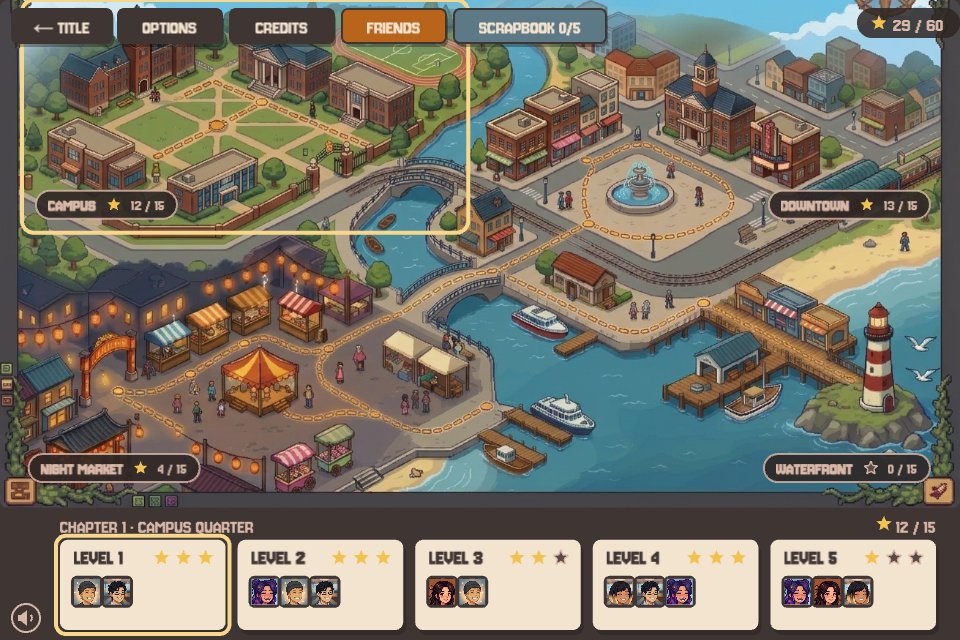 ← TITLE
OPTIONS
CREDITS
FRIENDS
SCRAPBOOK 0/5
29 / 60
CAMPUS 12 / 15
DOWNTOWN 13 / 15
NIGHT MARKET 4 / 15
WATERFRONT 0 / 15
CHAPTER 1 · CAMPUS QUARTER
12 / 15
LEVEL 1
LEVEL 2
LEVEL 3
LEVEL 4
LEVEL 5